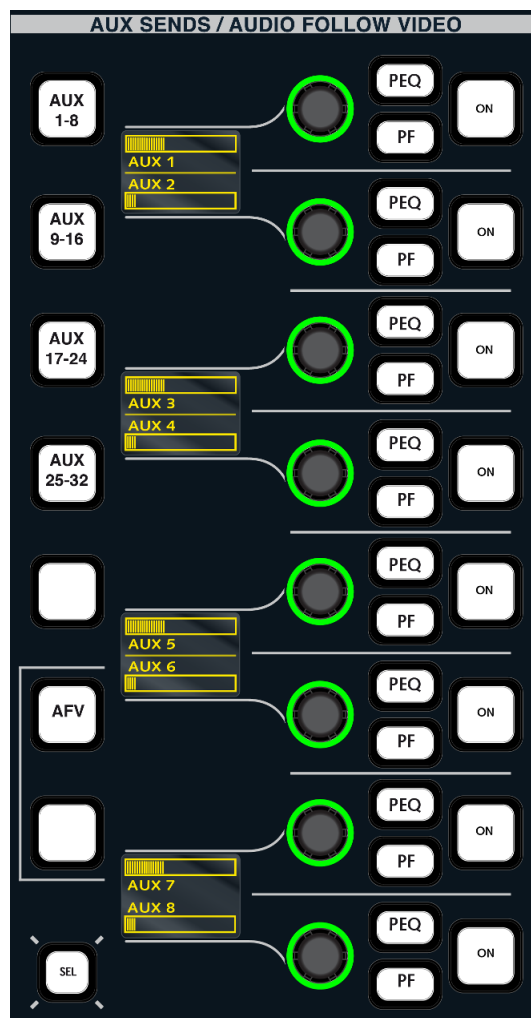 AUX SENDS / AUDIO FOLLOW VIDEO
AUX
1-8
PEQ
PF
ON
AUX 1
AUX 2
AUX
9-16
PEQ
PF
ON
AUX
17-24
PEQ
PF
ON
AUX 3
AUX 4
AUX
25-32
PEQ
PF
ON
PEQ
PF
ON
AUX 5
AUX 6
AFV
PEQ
PF
ON
PEQ
PF
ON
AUX 7
AUX 8
SEL
PEQ
PF
ON